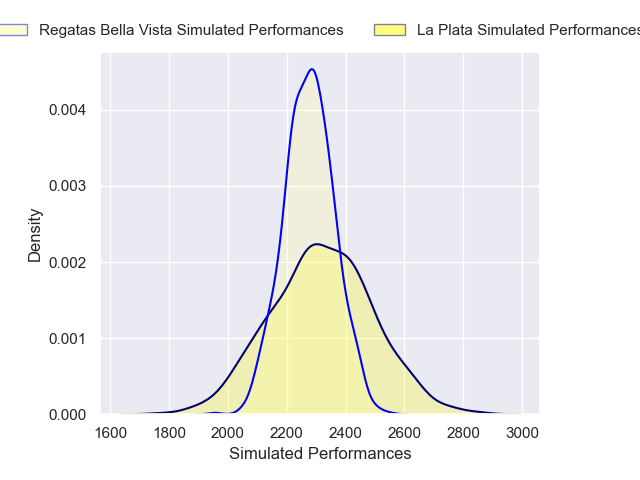 Regatas Bella Vista Simulated Performances
La Plata Simulated Performances
0.004
0.003
0.002
0.001
0.000
Density
1600 1800 2000 2200 2400 2600 2800 3000
Simulated Performances